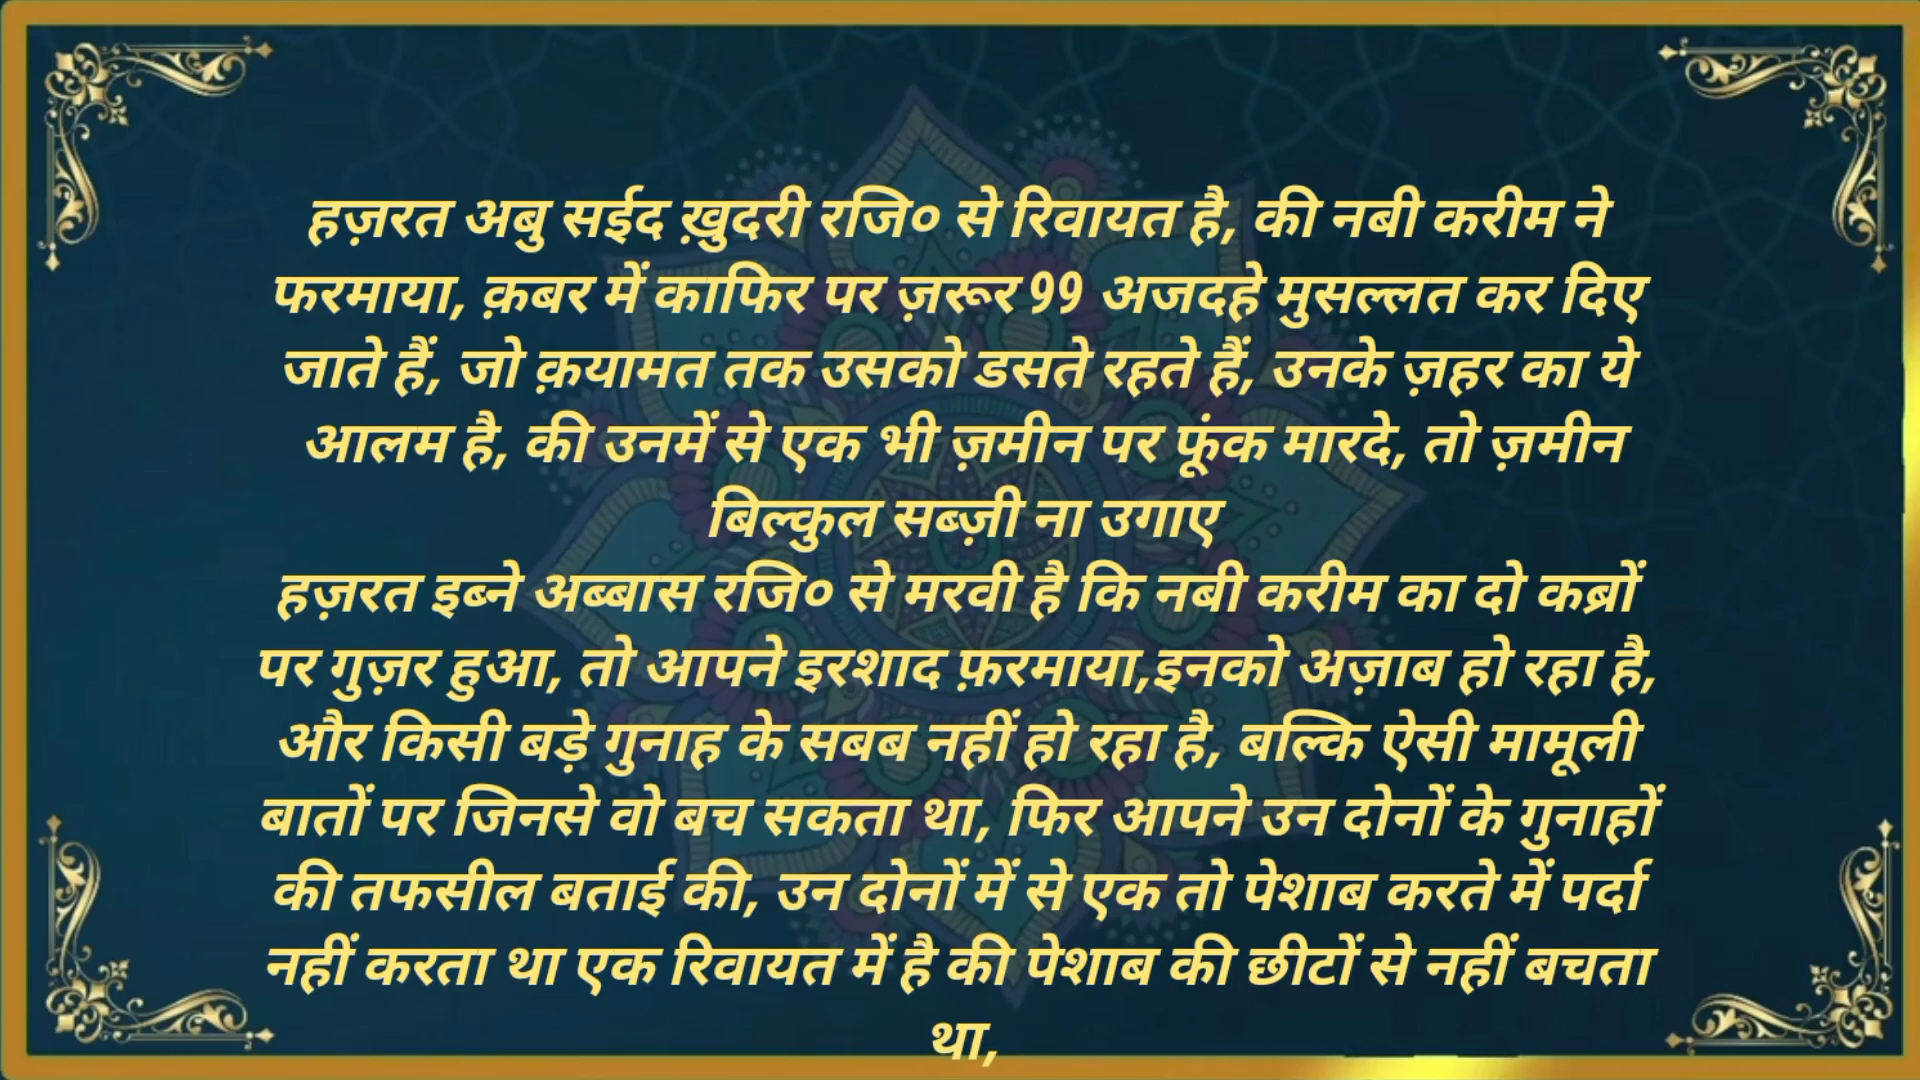 हज़रत अबु सईद ख़ुदरी रजि० से रिवायत है, की नबी करीम ने
फरमाया, क़बर में काफिर पर ज़रूर 99 अजदहे मुसल्लत कर दिए
जाते हैं, जो क़यामत तक उसको डसते रहते हैं, उनके ज़हर का ये
आलम है, की उनमें से एक भी ज़मीन पर फूंक मारदे, तो ज़मीन
बिल्कुल सब्ज़ी ना उगाए
हज़रत इब्ने अब्बास रजि० से मरवी है कि नबी करीम का दो कब्रों
पर गुज़र हुआ, तो आपने इरशाद फ़रमाया,इनको अज़ाब हो रहा है,
और किसी बड़े गुनाह के सबब नहीं हो रहा है, बल्कि ऐसी मामूली
बातों पर जिनसे वो बच सकता था, फिर आपने उन दोनों के गुनाहों
की तफसील बताई की, उन दोनों में से एक तो पेशाब करते में पर्दा
नहीं करता था एक रिवायत में है की पेशाब की छीटों से नहीं बचता
था,